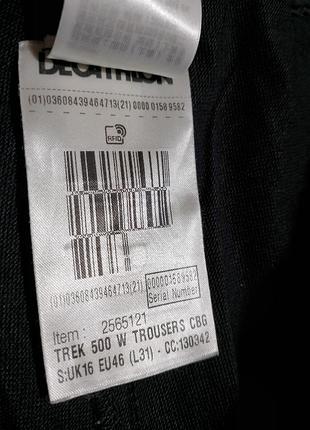 DECATHLON
(01)03608439464713(21) 0000 0158 9582
RFID
(01)03608439464713(21)
000001589582
Serial Number
Item : 2565121
TREK 500 W TROUSERS CBG
S:UK16 EU46 (L31) - CC:130342